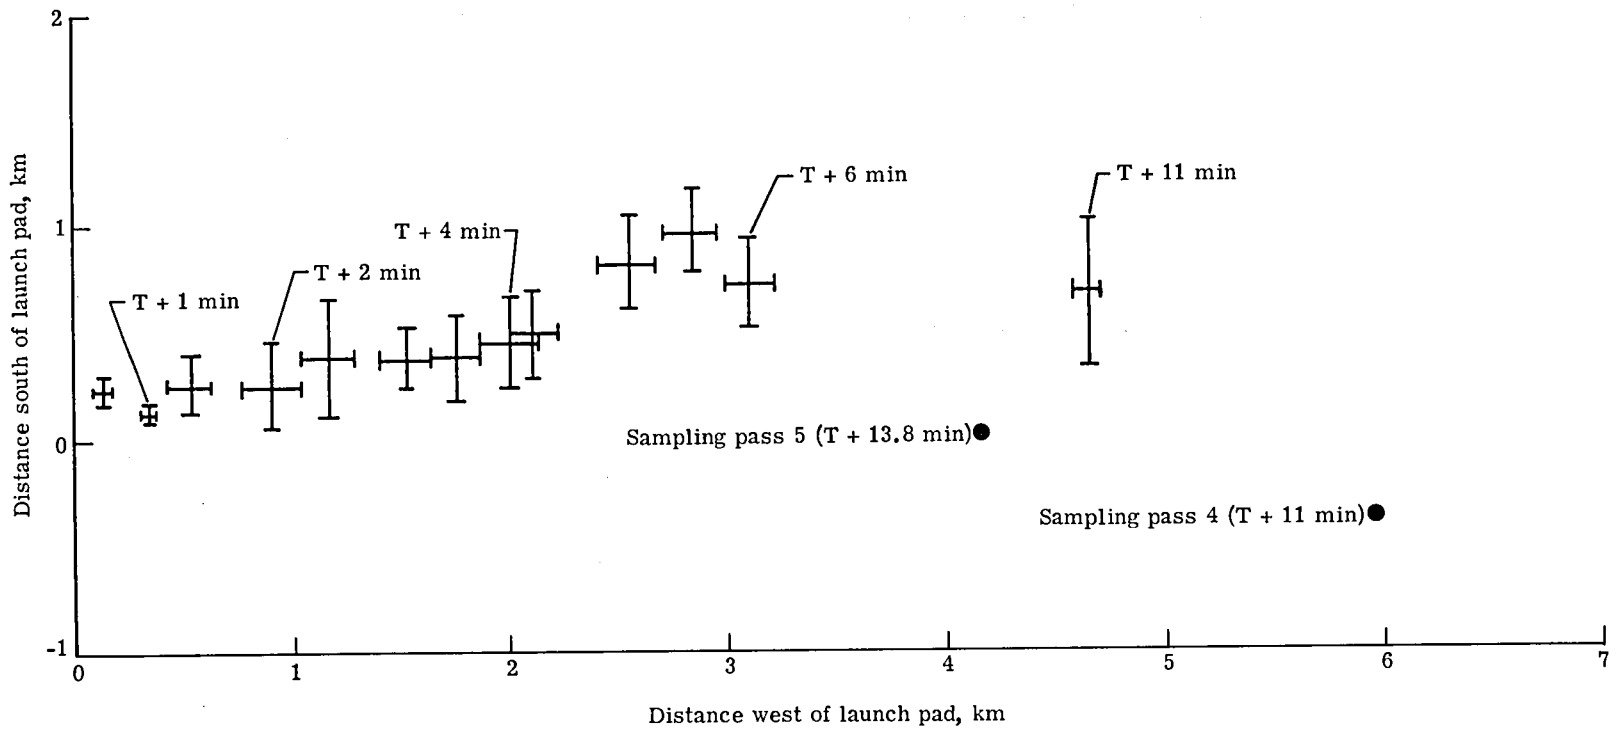 2
T + 6 min
T + 11 min
1
T + 4 min
T + 2 min
T + 1 min
0
Sampling pass 5 (T + 13.8 min)
Sampling pass 4 (T + 11 min)
-1
0
1
2
3
4
5
6
7
Distance south of launch pad, km
Distance west of launch pad, km